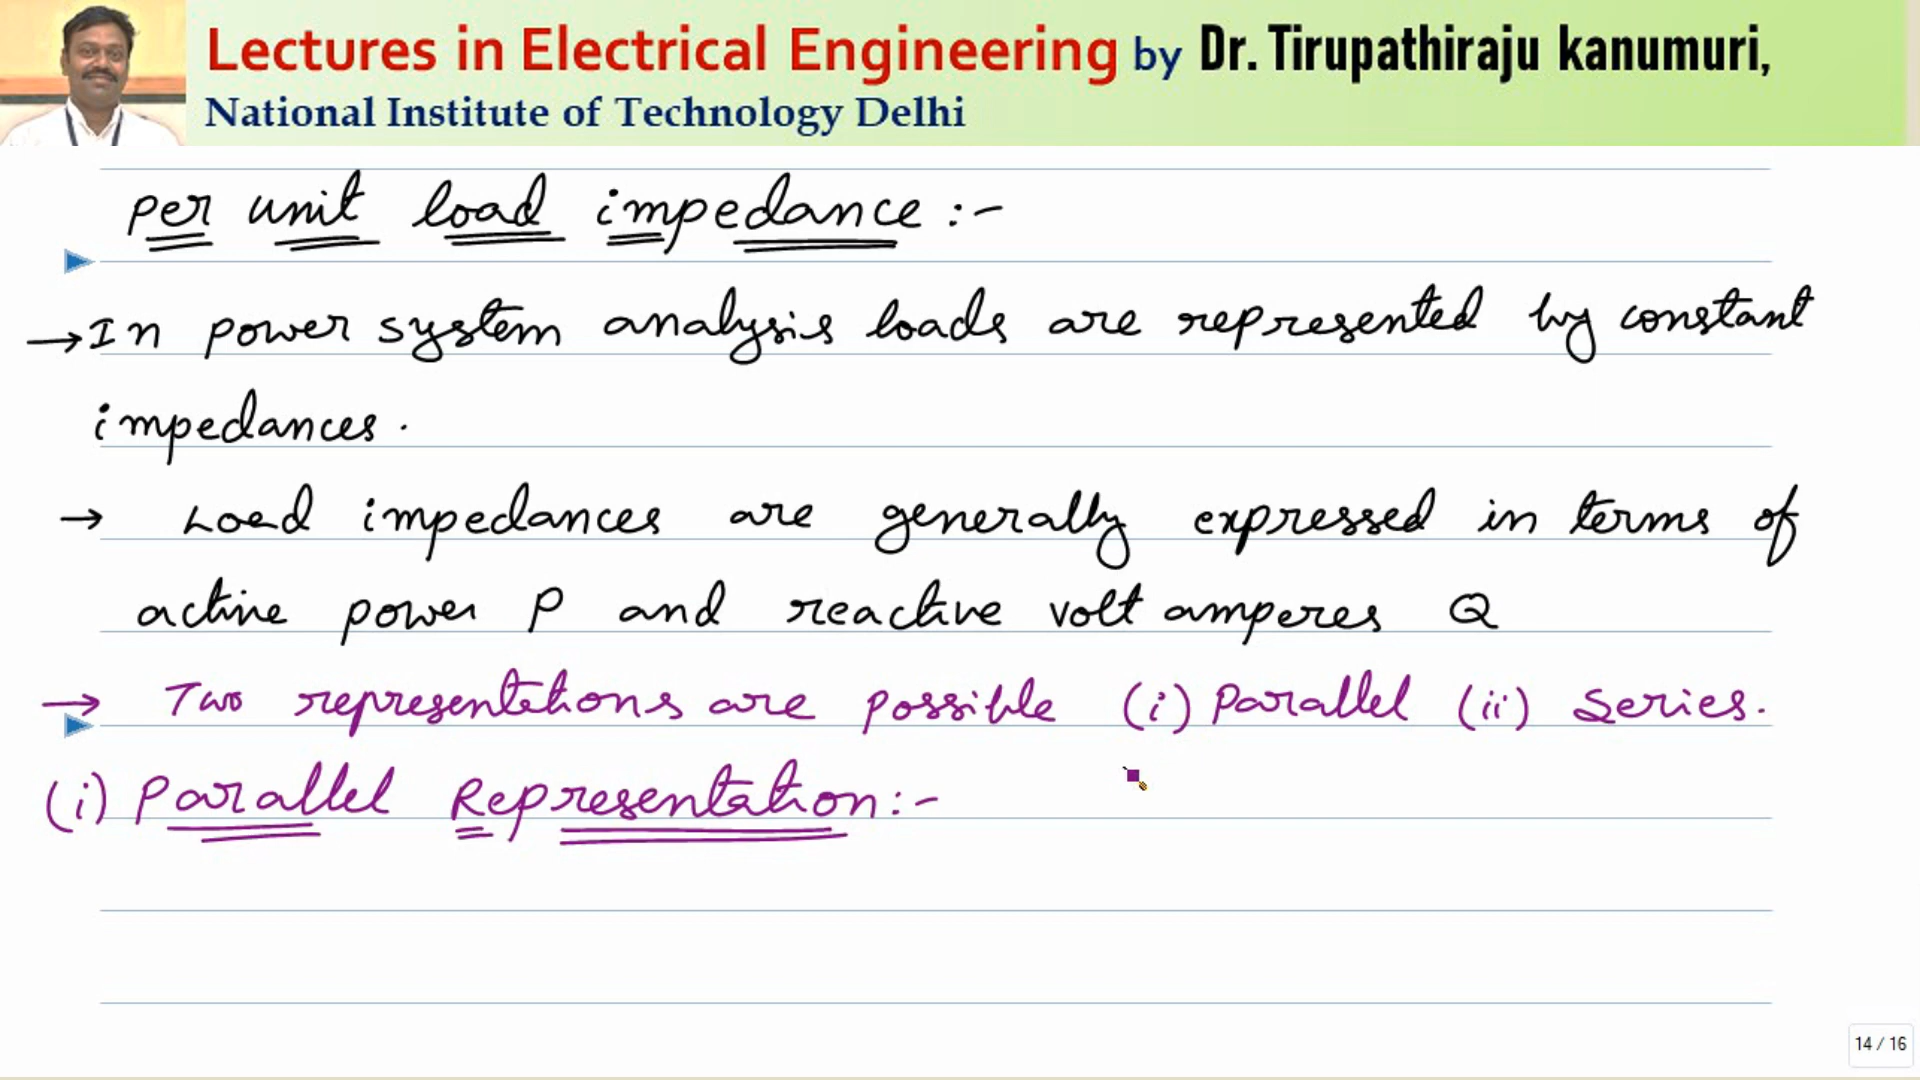 Lectures in Electrical Engineering by Dr. Tirupathiraju kanumuri,
National Institute of Technology Delhi
per unit load impedance :-
→ In power system analysis loads are represented by constant
impedances.
→ Load impedances are generally expressed in terms of
active power P and reactive volt amperes Q
→ Two representations are possible (i) Parallel (ii) Series.
(i) Parallel Representation:-
14 / 16